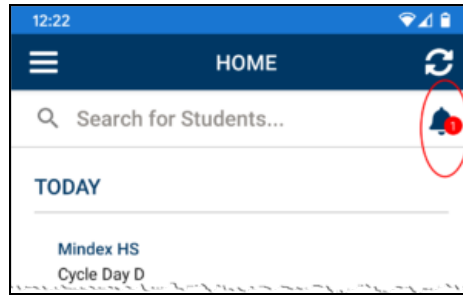 12:22
HOME
Search for Students...
1
TODAY
Mindex HS
Cycle Day D